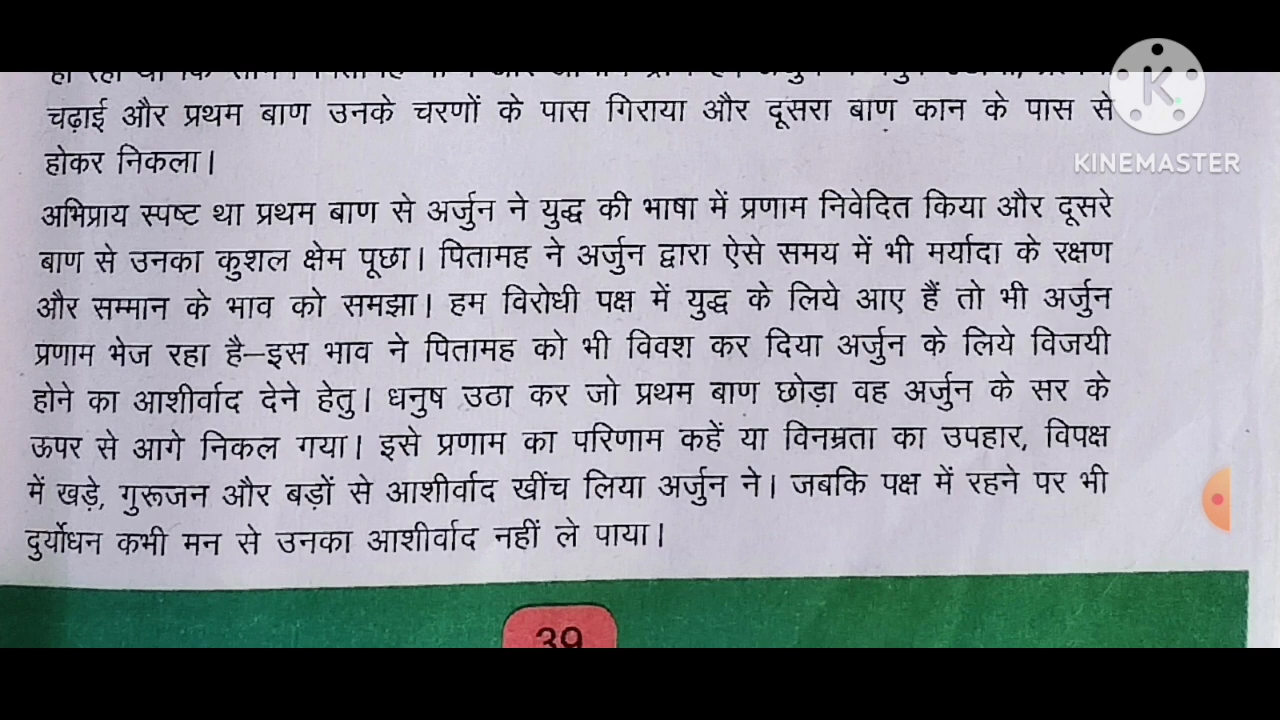 चढ़ाई और प्रथम बाण उनके चरणों के पास गिराया और दूसरा बाण कान के पास से
होकर निकला।
अभिप्राय स्पष्ट था प्रथम बाण से अर्जुन ने युद्ध की भाषा में प्रणाम निवेदित किया और दूसरे
बाण से उनका कुशल क्षेम पूछा। पितामह ने अर्जुन द्वारा ऐसे समय में भी मर्यादा के रक्षण
और सम्मान के भाव को समझा। हम विरोधी पक्ष में युद्ध के लिये आए हैं तो भी अर्जुन
प्रणाम भेज रहा है–इस भाव ने पितामह को भी विवश कर दिया अर्जुन के लिये विजयी
होने का आशीर्वाद देने हेतु। धनुष उठा कर जो प्रथम बाण छोड़ा वह अर्जुन के सर के
ऊपर से आगे निकल गया। इसे प्रणाम का परिणाम कहें या विनम्रता का उपहार, विपक्ष
में खड़े, गुरूजन और बड़ों से आशीर्वाद खींच लिया अर्जुन ने। जबकि पक्ष में रहने पर भी
दुर्योधन कभी मन से उनका आशीर्वाद नहीं ले पाया।
39
K
KINEMASTER